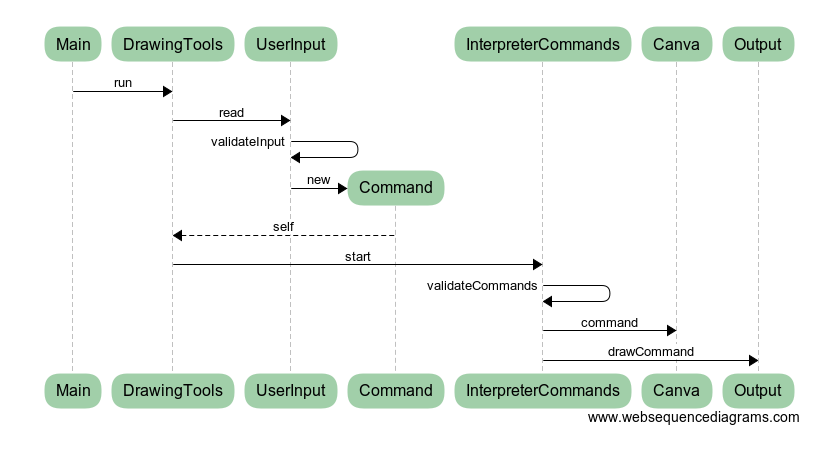 Main DrawingTools UserInput InterpreterCommands Canva Output
run
read
validateInput
new
Command
self
start
validateCommands
command
drawCommand
Main DrawingTools UserInput Command InterpreterCommands Canva Output
www.websequencediagrams.com